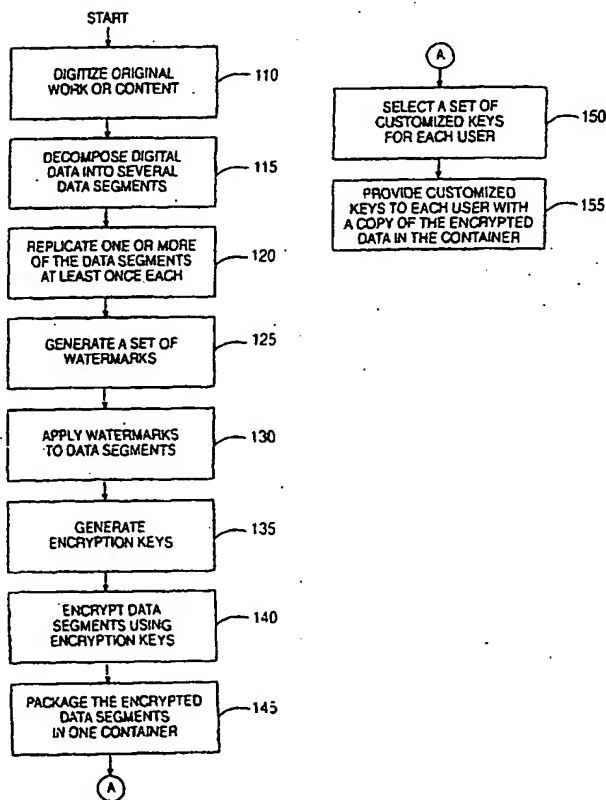 START
DIGITIZE ORIGINAL
WORK OR CONTENT
110
DECOMPOSE DIGITAL
DATA INTO SEVERAL
DATA SEGMENTS
115
REPLICATE ONE OR MORE
OF THE DATA SEGMENTS
AT LEAST ONCE EACH
120
GENERATE A SET OF
WATERMARKS
125
APPLY WATERMARKS
TO DATA SEGMENTS
130
GENERATE
ENCRYPTION KEYS
135
ENCRYPT DATA
SEGMENTS USING
ENCRYPTION KEYS
140
PACKAGE THE ENCRYPTED
DATA SEGMENTS
IN ONE CONTAINER
145
A
A
SELECT A SET OF
CUSTOMIZED KEYS
FOR EACH USER
150
PROVIDE CUSTOMIZED
KEYS TO EACH USER WITH
A COPY OF THE ENCRYPTED
DATA IN THE CONTAINER
155